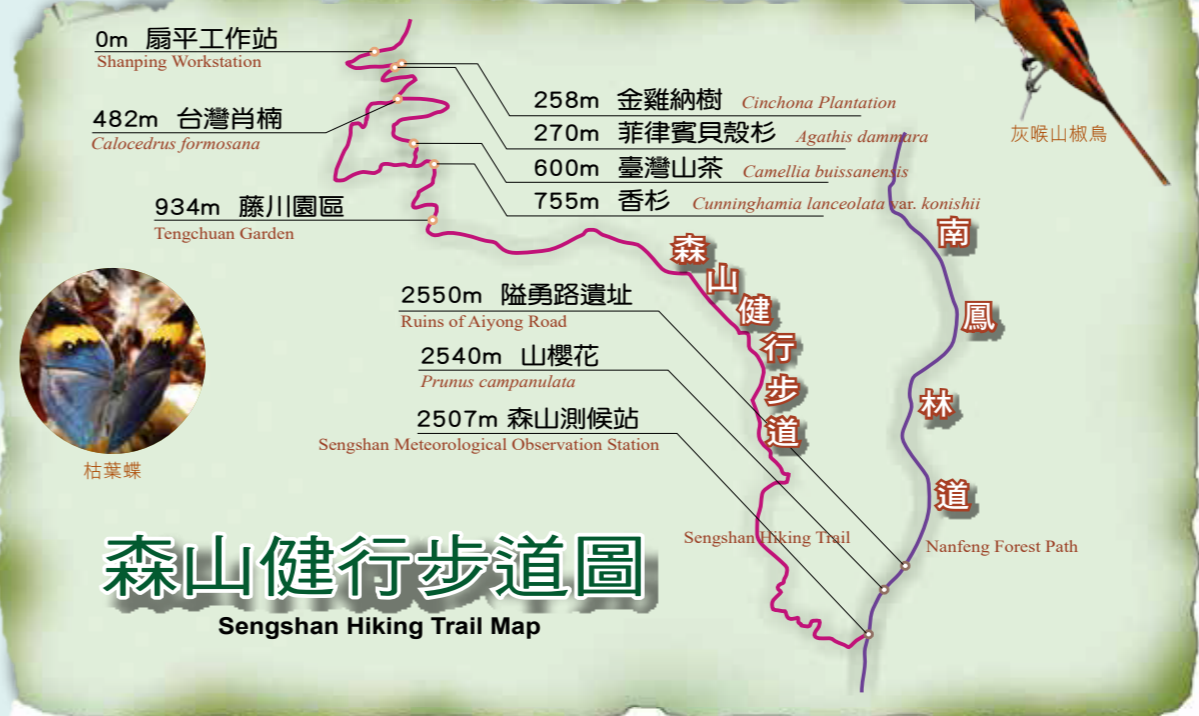 0m 扇平工作站
Shanping Workstation
482m 台灣肖楠
Calocedrus formosana
934m 藤川園區
Tengchuan Garden
258m 金雞納樹 Cinchona Plantation
270m 菲律賓貝殼杉 Agathis dammara
600m 臺灣山茶 Camellia buissanensis
755m 香杉 Cunninghamia lanceolata var. konishii
灰喉山椒鳥
2550m 隘勇路遺址
Ruins of Aiyong Road
2540m 山櫻花
Prunus campanulata
2507m 森山測候站
Sengshan Meteorological Observation Station
森山健行步道
Sengshan Hiking Trail
南鳳林道
Nanfeng Forest Path
枯葉蝶
森山健行步道圖
Sengshan Hiking Trail Map